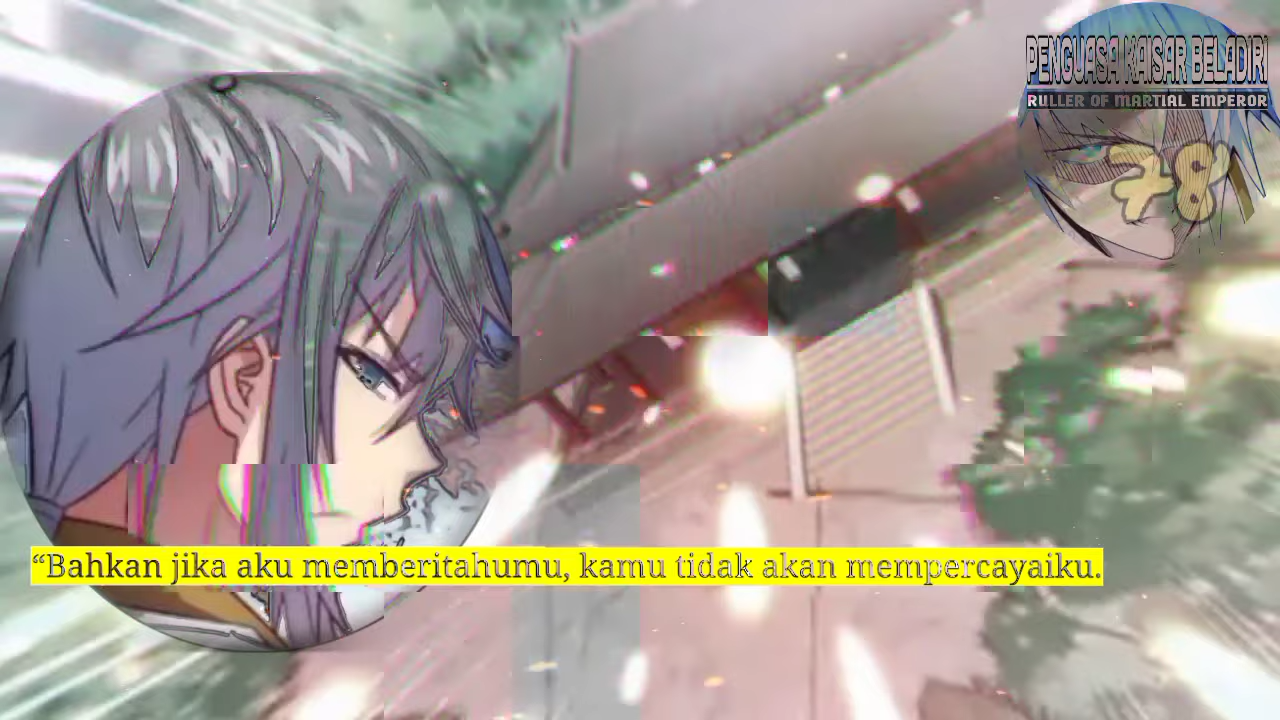 PENGUASA KAISAR BELADIRI
RULLER OF MARTIAL EMPEROR
“Bahkan jika aku memberitahumu, kamu tidak akan mempercayaiku.